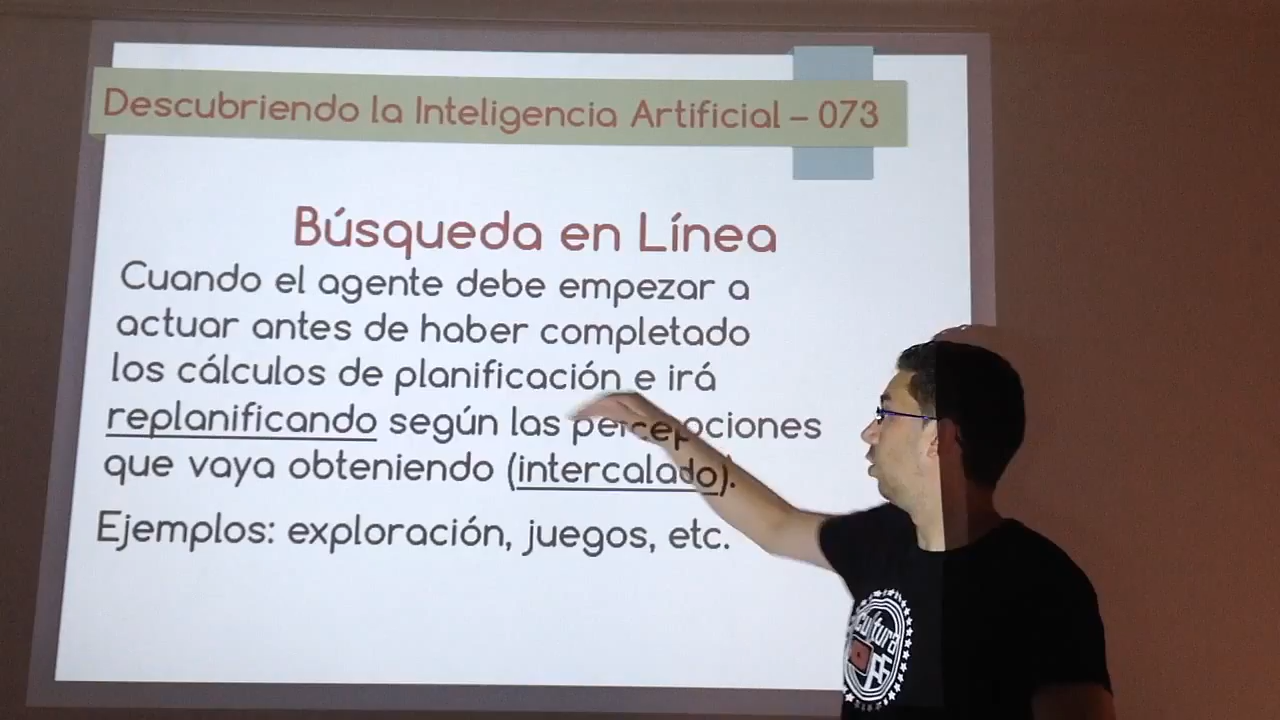 Descubriendo la Inteligencia Artificial – 073
Búsqueda en Línea
Cuando el agente debe empezar a
actuar antes de haber completado
los cálculos de planificación e irá
replanificando según las percepciones
que vaya obteniendo (intercalado).
Ejemplos: exploración, juegos, etc.